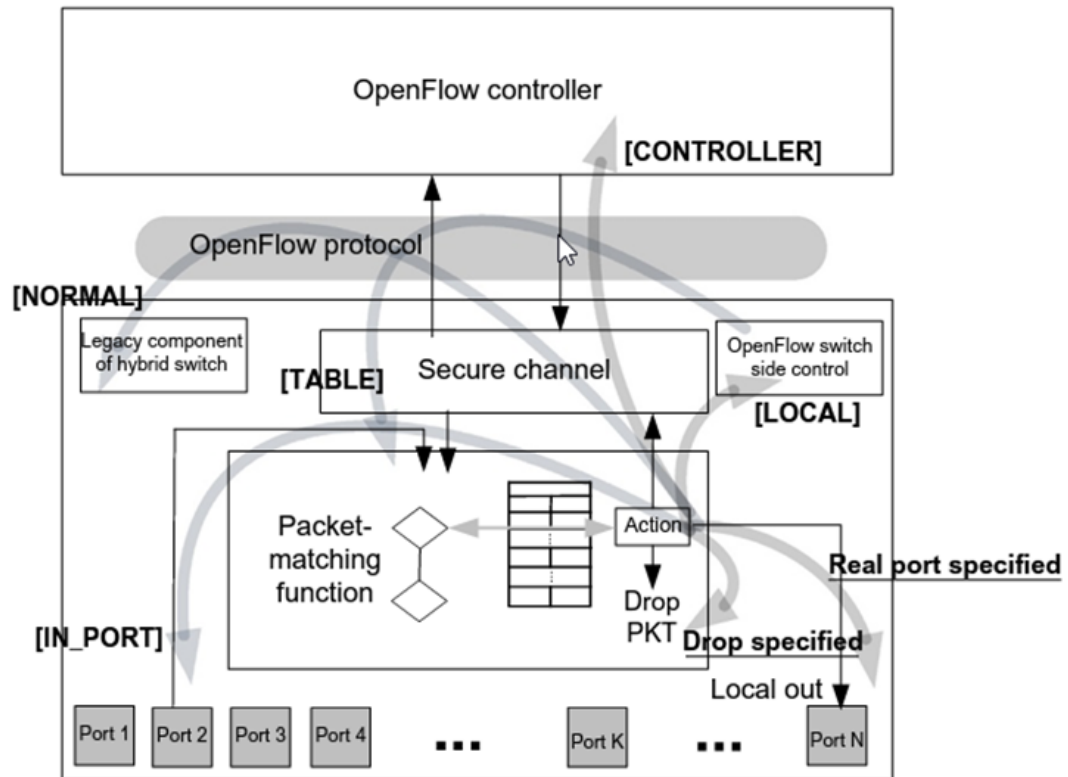 OpenFlow controller
[CONTROLLER]
OpenFlow protocol
[NORMAL]
Legacy component
of hybrid switch
[TABLE]
Secure channel
OpenFlow switch
side control
[LOCAL]
Packet-
matching
function
Action
Drop
PKT
Real port specified
Drop specified
[IN_PORT]
Local out
Port 1
Port 2
Port 3
Port 4
...
Port K
...
Port N